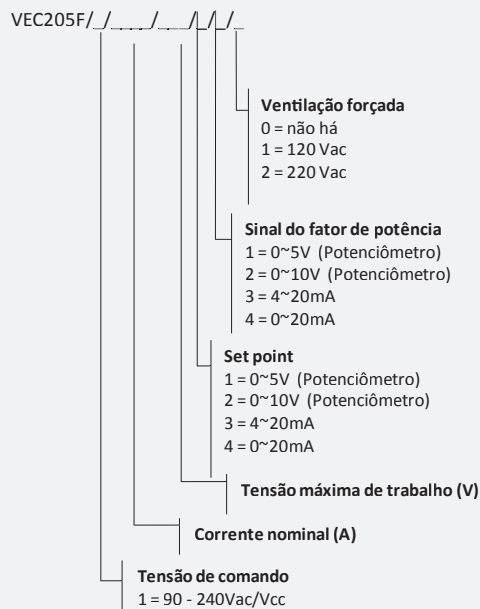 VEC205F/_/_ _ _ _/_ _ _/_/_/_
Ventilação forçada
0 = não há
1 = 120 Vac
2 = 220 Vac
Sinal do fator de potência
1 = 0~5V (Potenciômetro)
2 = 0~10V (Potenciômetro)
3 = 4~20mA
4 = 0~20mA
Set point
1 = 0~5V (Potenciômetro)
2 = 0~10V (Potenciômetro)
3 = 4~20mA
4 = 0~20mA
Tensão máxima de trabalho (V)
Corrente nominal (A)
Tensão de comando
1 = 90 - 240Vac/Vcc